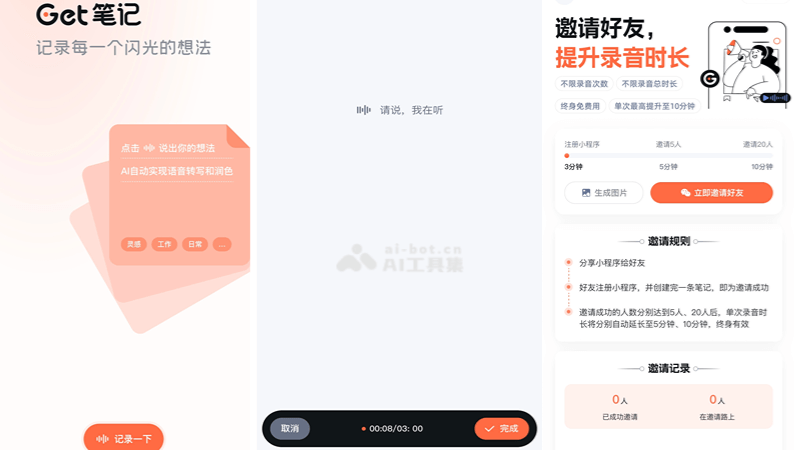 Get笔记
记录每一个闪光的想法
点击 说出你的想法
AI自动实现语音转写和润色
灵感 工作 日常 ...
记录一下
请说，我在听
ai-bot.cn
AI工具集
取消 00:08/03: 00 完成
邀请好友，
提升录音时长
不限录音次数 不限录音总时长
终身免费用 单次最高提升至10分钟
注册小程序 邀请5人 邀请20人
3分钟 5分钟 10分钟
生成图片 立即邀请好友
邀请规则
分享小程序给好友
好友注册小程序，并创建完一条笔记，即为邀请成功
邀请成功的人数分别达到5人、20人后，单次录音时
长将分别自动延长至5分钟、10分钟，终身有效
邀请记录
0人 0人
已成功邀请 在邀请路上